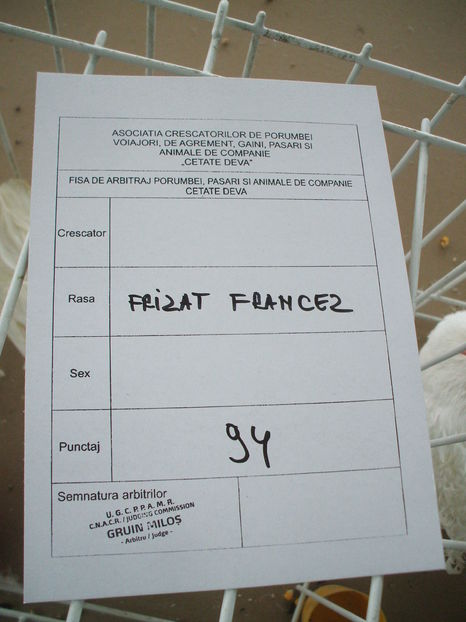 ASOCIATIA CRESCATORILOR DE PORUMBEI
VOIAJORI, DE AGREMENT, GAINI, PASARI SI
ANIMALE DE COMPANIE
„CETATE DEVA"
FISA DE ARBITRAJ PORUMBEI, PASARI SI ANIMALE DE COMPANIE
CETATE DEVA
Crescator
Rasa FRIZAT FRANCEZ
Sex
Punctaj 94
Semnatura arbitrilor
U. G. C. P. P. A. M. R.
C.N.A.C.R. / JUDGING COMMISSION
GRUIN MILOȘ
- Arbitru / Judge -